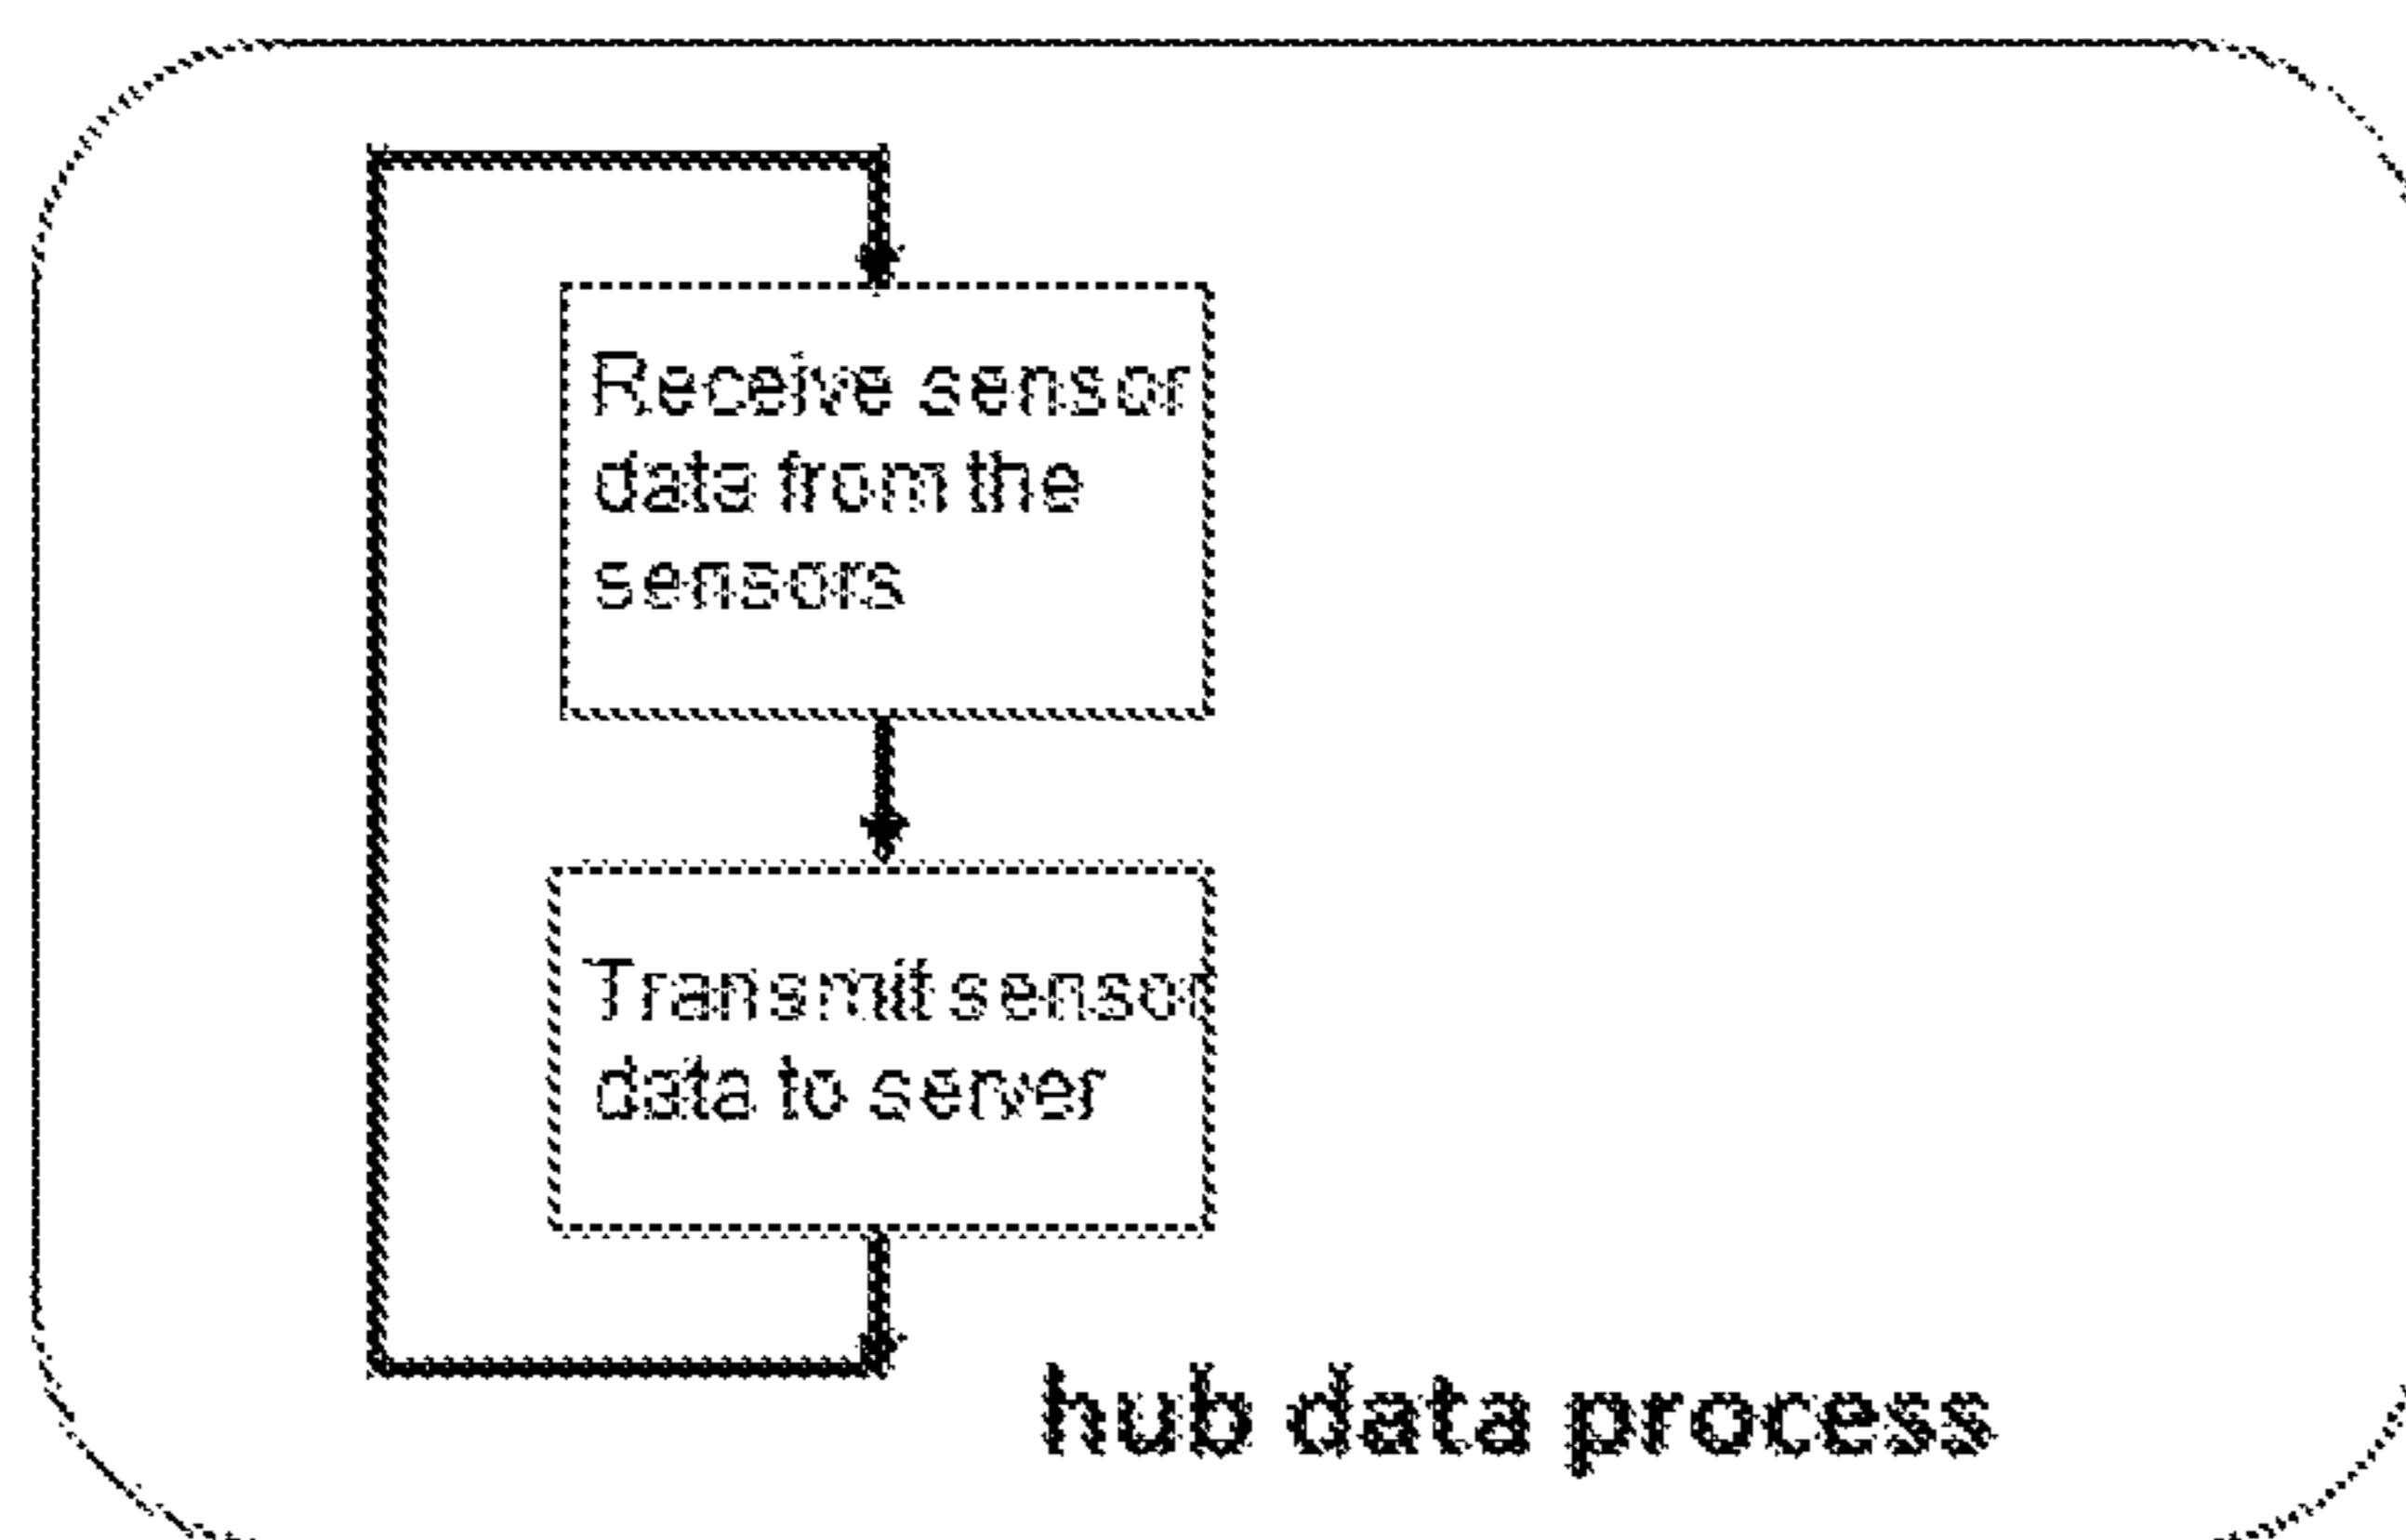 Receive sensor
data from the
sensors
Transmit sensor
data to server
hub data process